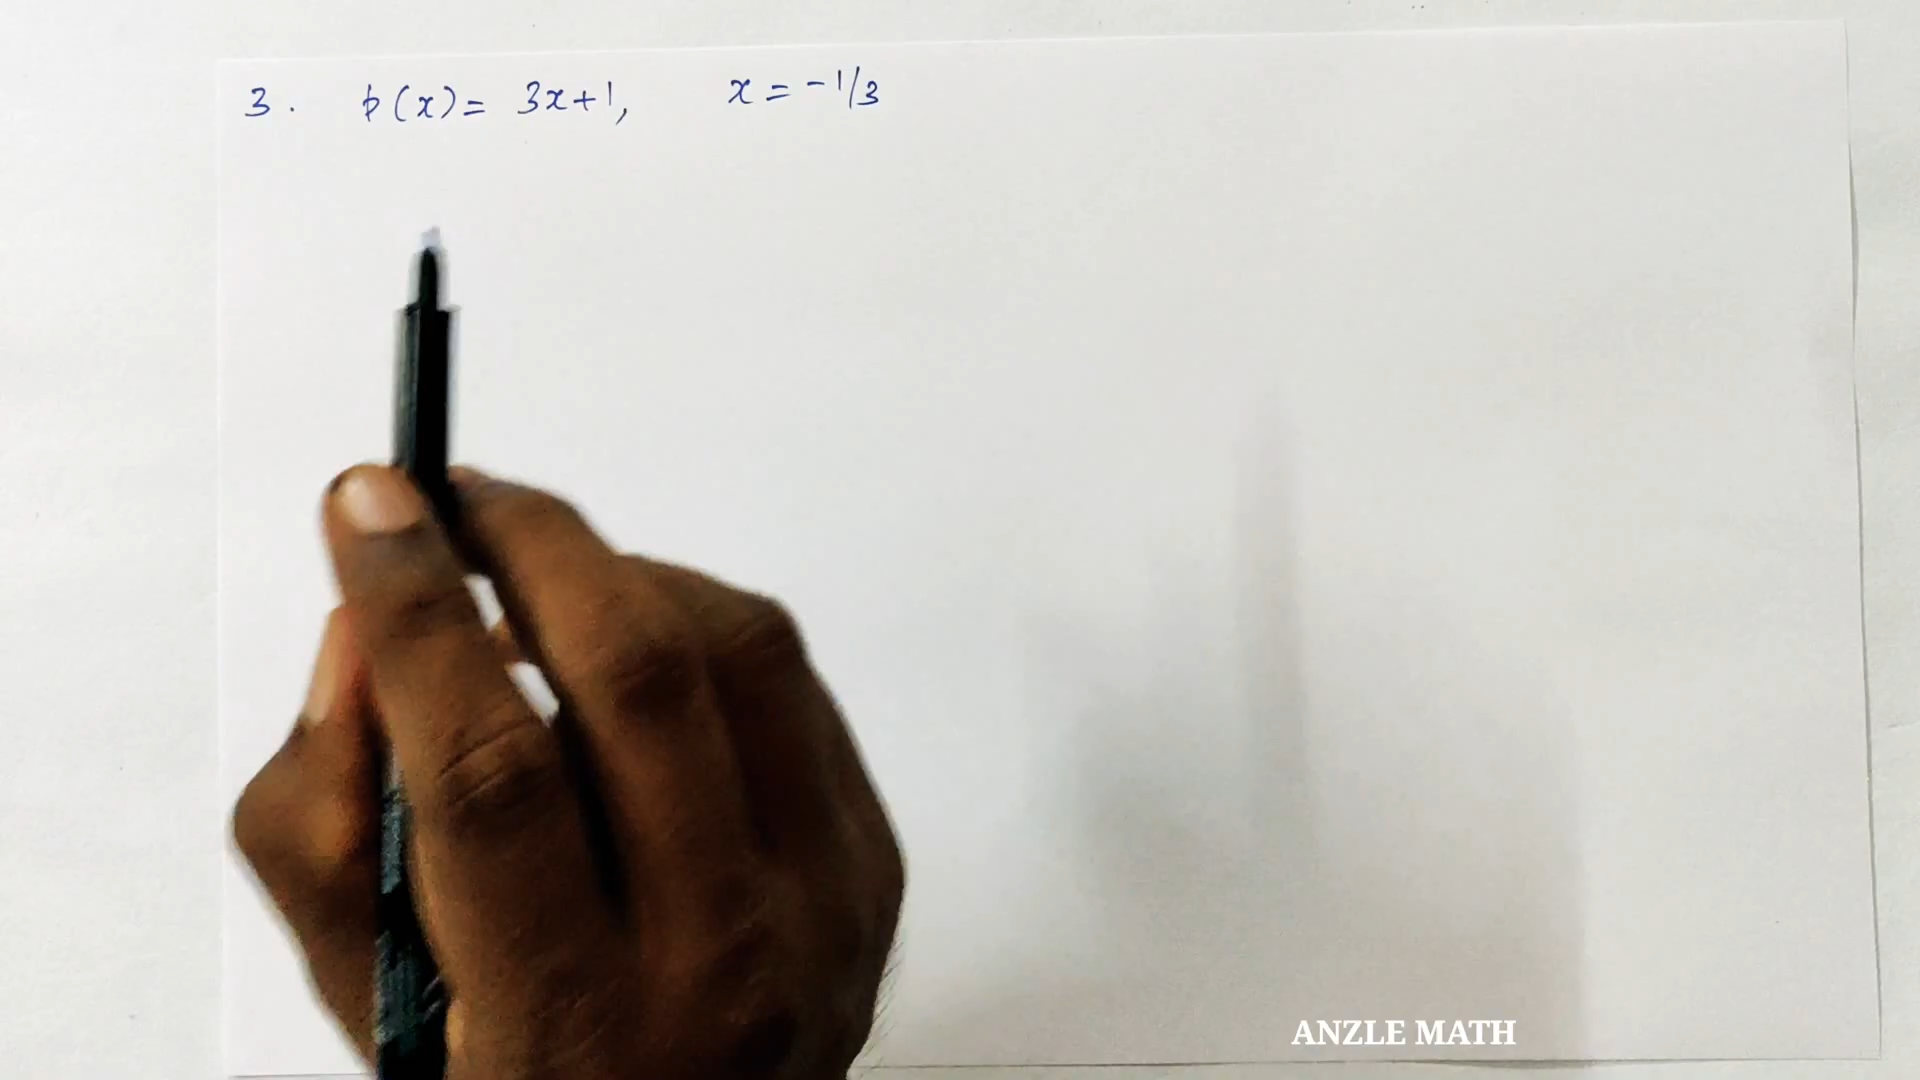 3. p(x) = 3x+1, x = -1/3
ANZLE MATH